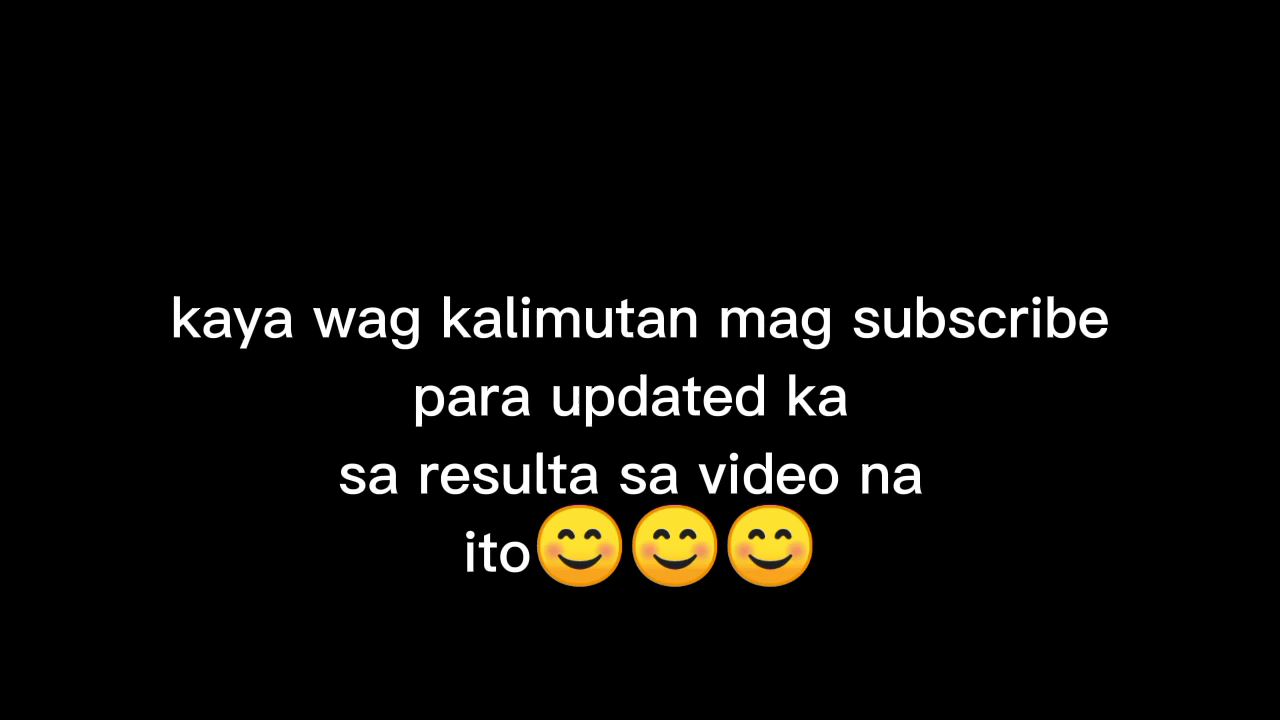 kaya wag kalimutan mag subscribe
para updated ka
sa resulta sa video na
ito😊😊😊